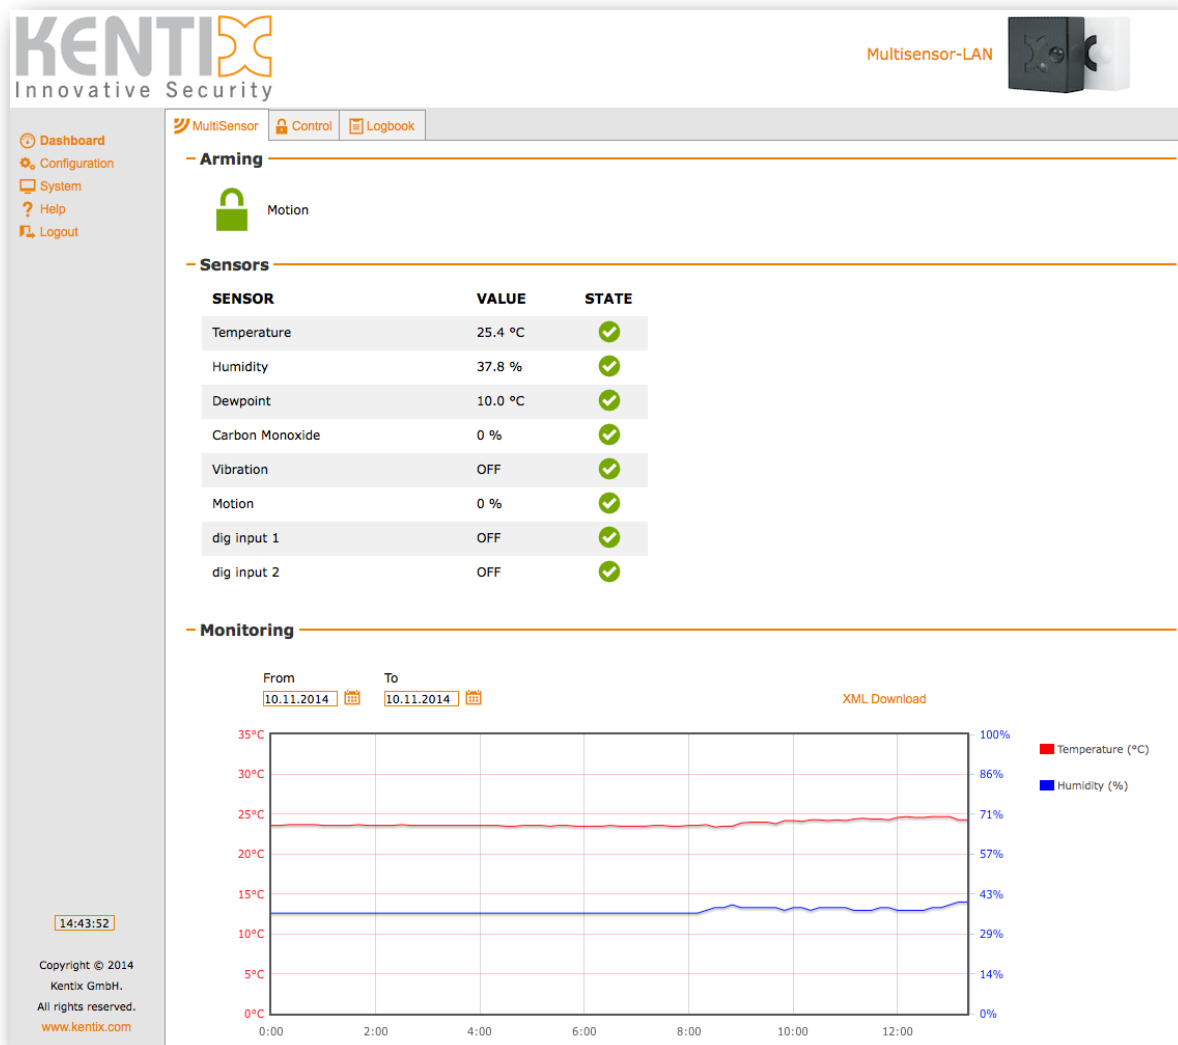 KENTIX
Innovative Security
Multisensor-LAN
MultiSensor
Control
Logbook
Dashboard
Configuration
System
Help
Logout
Arming
Motion
Sensors
SENSOR VALUE STATE
Temperature 25.4 °C
Humidity 37.8 %
Dewpoint 10.0 °C
Carbon Monoxide 0 %
Vibration OFF
Motion 0 %
dig input 1 OFF
dig input 2 OFF
Monitoring
From To
10.11.2014 10.11.2014 XML Download
35°C 100%
30°C 86%
25°C 71%
20°C 57%
15°C 43%
10°C 29%
5°C 14%
0°C 0%
0:00 2:00 4:00 6:00 8:00 10:00 12:00
Temperature (°C)
Humidity (%)
14:43:52
Copyright © 2014
Kentix GmbH.
All rights reserved.
www.kentix.com